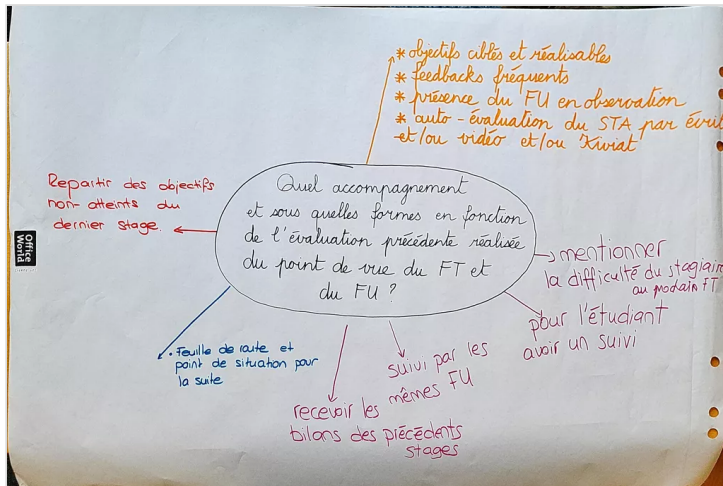 * objectifs ciblés et réalisables
* feedbacks fréquents
* présence du FU en observation
* auto-évaluation du STA par écrit
et/ou vidéo et/ou Kiviat
Quel accompagnement
et sous quelles formes en fonction
de l'évaluation précédente réalisée
du point de vue du FT et
du FU ?
Repartir des objectifs
non-atteints du
dernier stage.
Office
World
mentionner
la difficulté du stagiaire
au prochain FT
pour l'étudiant
avoir un suivi
suivi par les
mêmes FU
recevoir les
bilans des précédents
stages
• Feuille de route et
point de situation pour
la suite